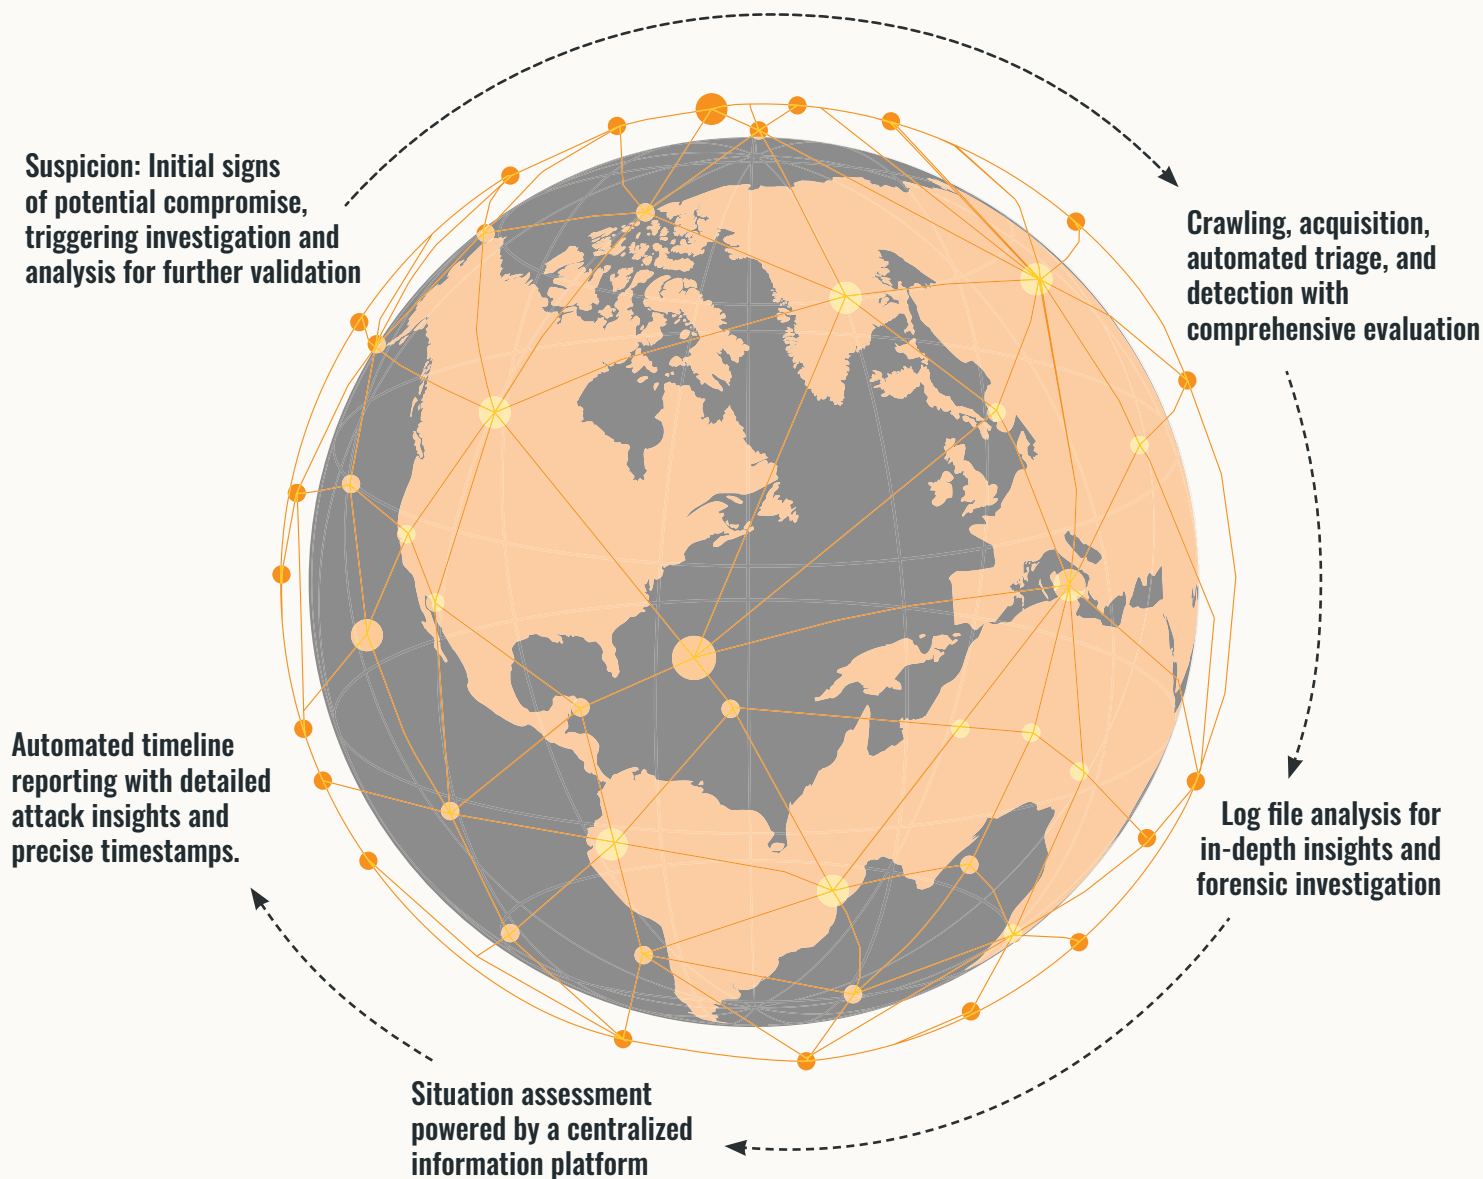 Suspicion: Initial signs
of potential compromise,
triggering investigation and
analysis for further validation
Crawling, acquisition,
automated triage, and
detection with
comprehensive evaluation
Log file analysis for
in-depth insights and
forensic investigation
Situation assessment
powered by a centralized
information platform
Automated timeline
reporting with detailed
attack insights and
precise timestamps.